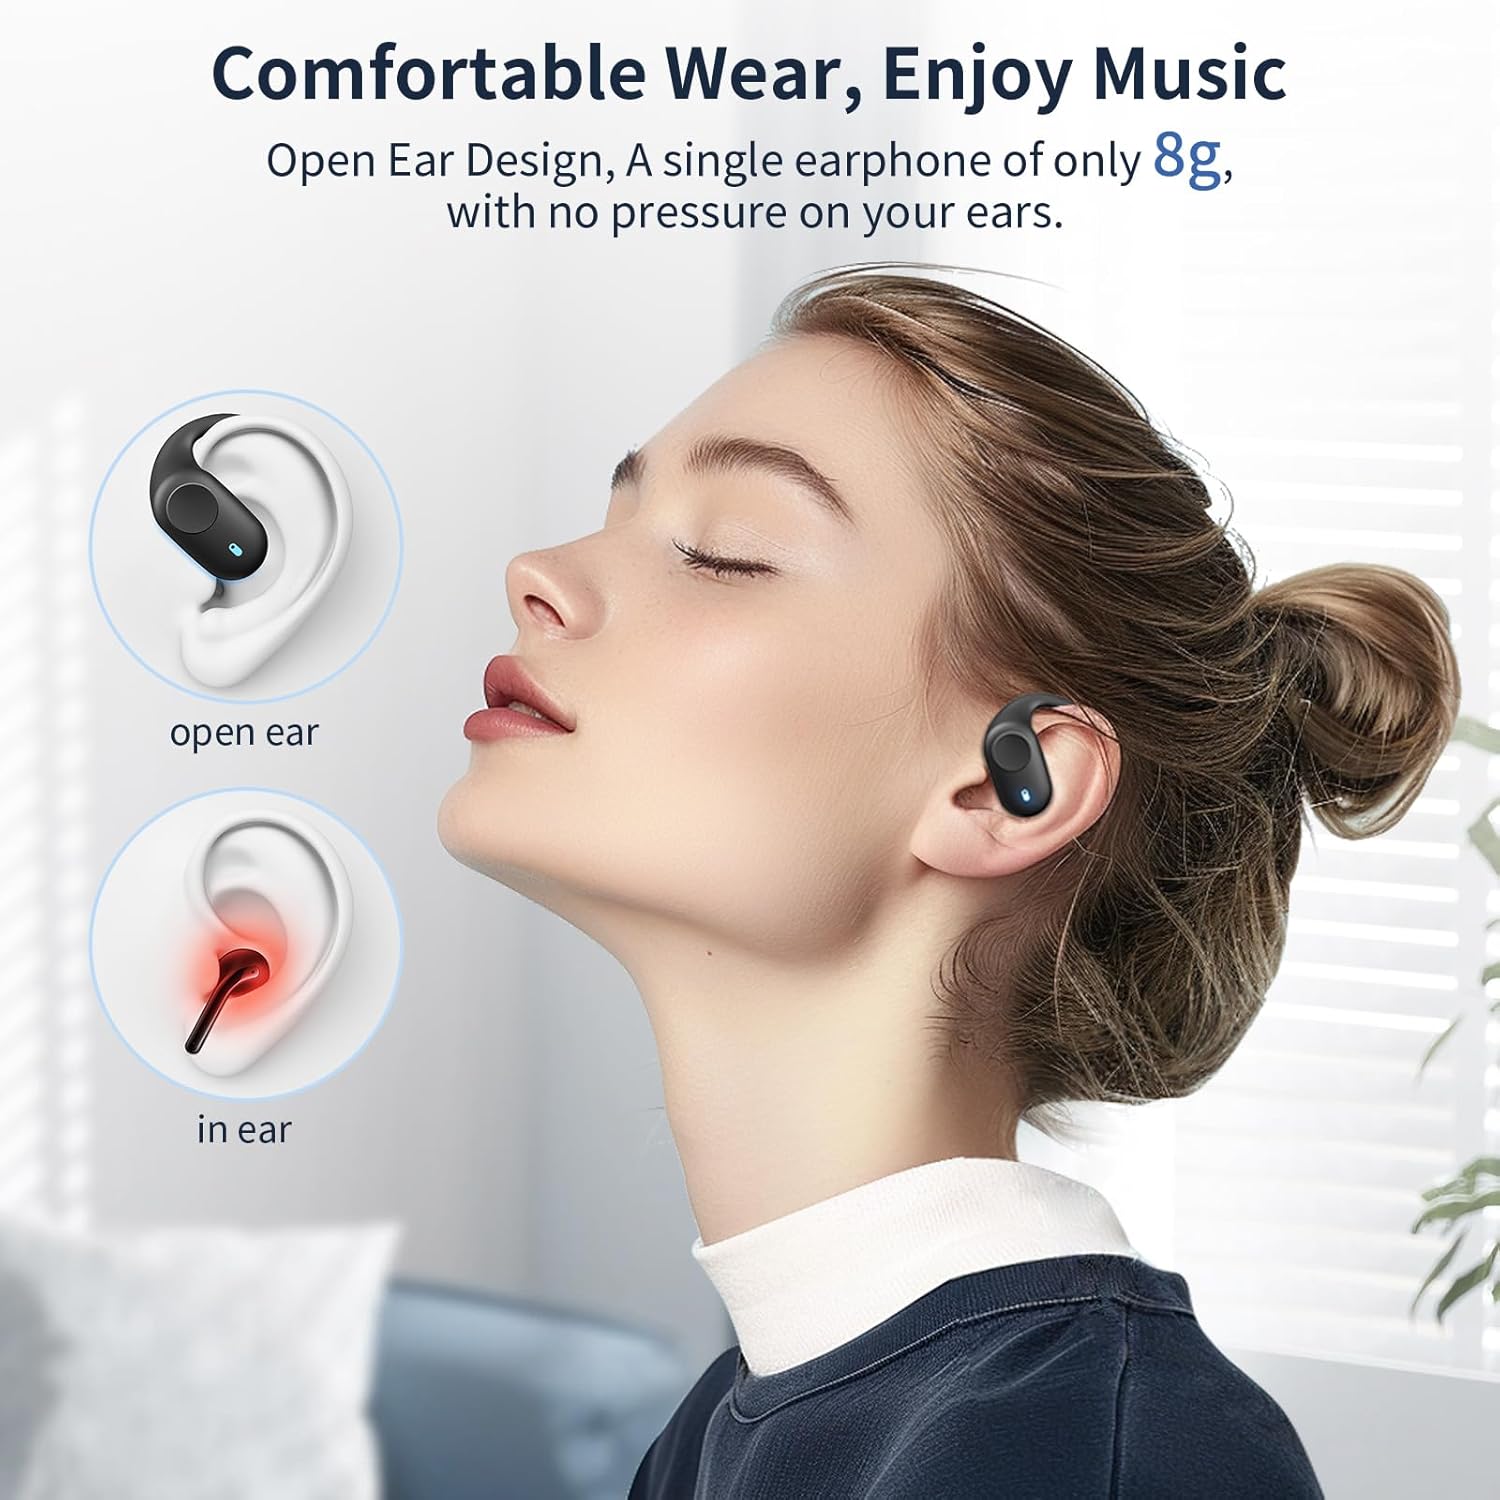 Comfortable Wear, Enjoy Music
Open Ear Design, A single earphone of only 8g,
with no pressure on your ears.
open ear
in ear